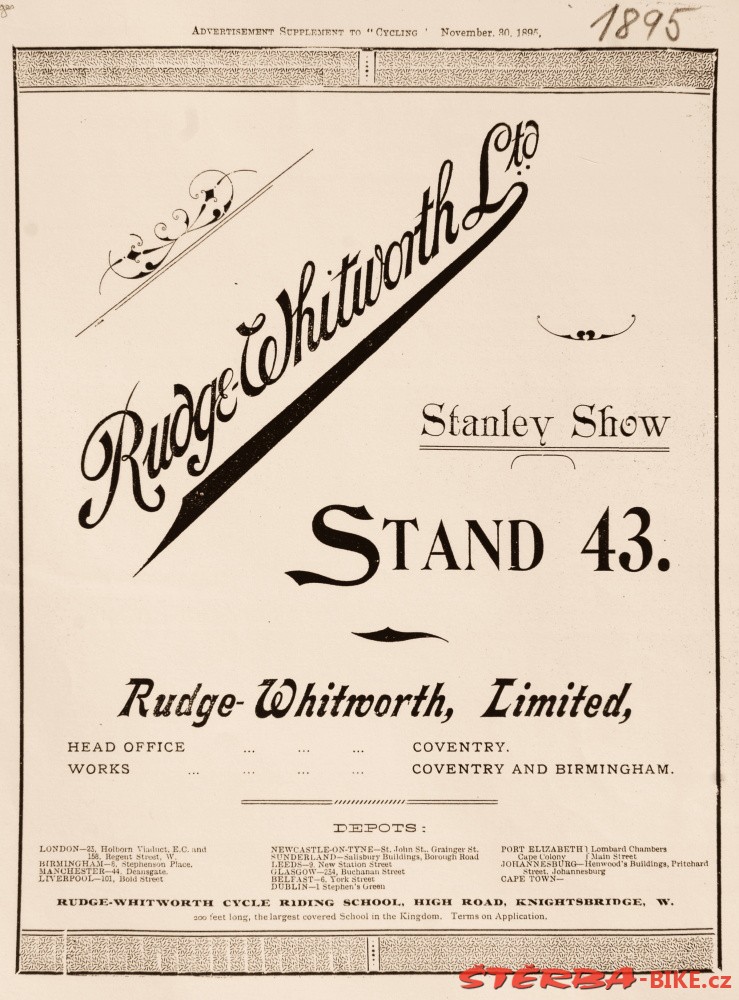 ADVERTISEMENT SUPPLEMENT TO "CYCLING' November. 30, 1895,
1895
Rudge-Whitworth Ltd
Stanley Show
STAND 43.
Rudge-Whitworth, Limited,
HEAD OFFICE ... ... ... COVENTRY.
WORKS ... ... ... ... COVENTRY AND BIRMINGHAM.
DEPOTS:
LONDON—23, Holborn Viaduct, E.C. and
158, Regent Street, W.
BIRMINGHAM—6, Stephenson Place.
MANCHESTER—44, Deansgate.
LIVERPOOL—101, Bold Street
NEWCASTLE-ON-TYNE—St. John St., Grainger St.
SUNDERLAND—Salisbury Buildings, Borough Road
LEEDS—9, New Station Street
GLASGOW—254, Buchanan Street
BELFAST—6, York Street
DUBLIN—1 Stephen's Green
PORT ELIZABETH } Lombard Chambers
Cape Colony } Main Street
JOHANNESBURG—Henwood's Buildings, Pritchard
Street, Johannesburg
CAPE TOWN—
RUDGE-WHITWORTH CYCLE RIDING SCHOOL, HIGH ROAD, KNIGHTSBRIDGE, W.
200 feet long, the largest covered School in the Kingdom. Terms on Application.
ŠTĚRBA-BIKE.cz